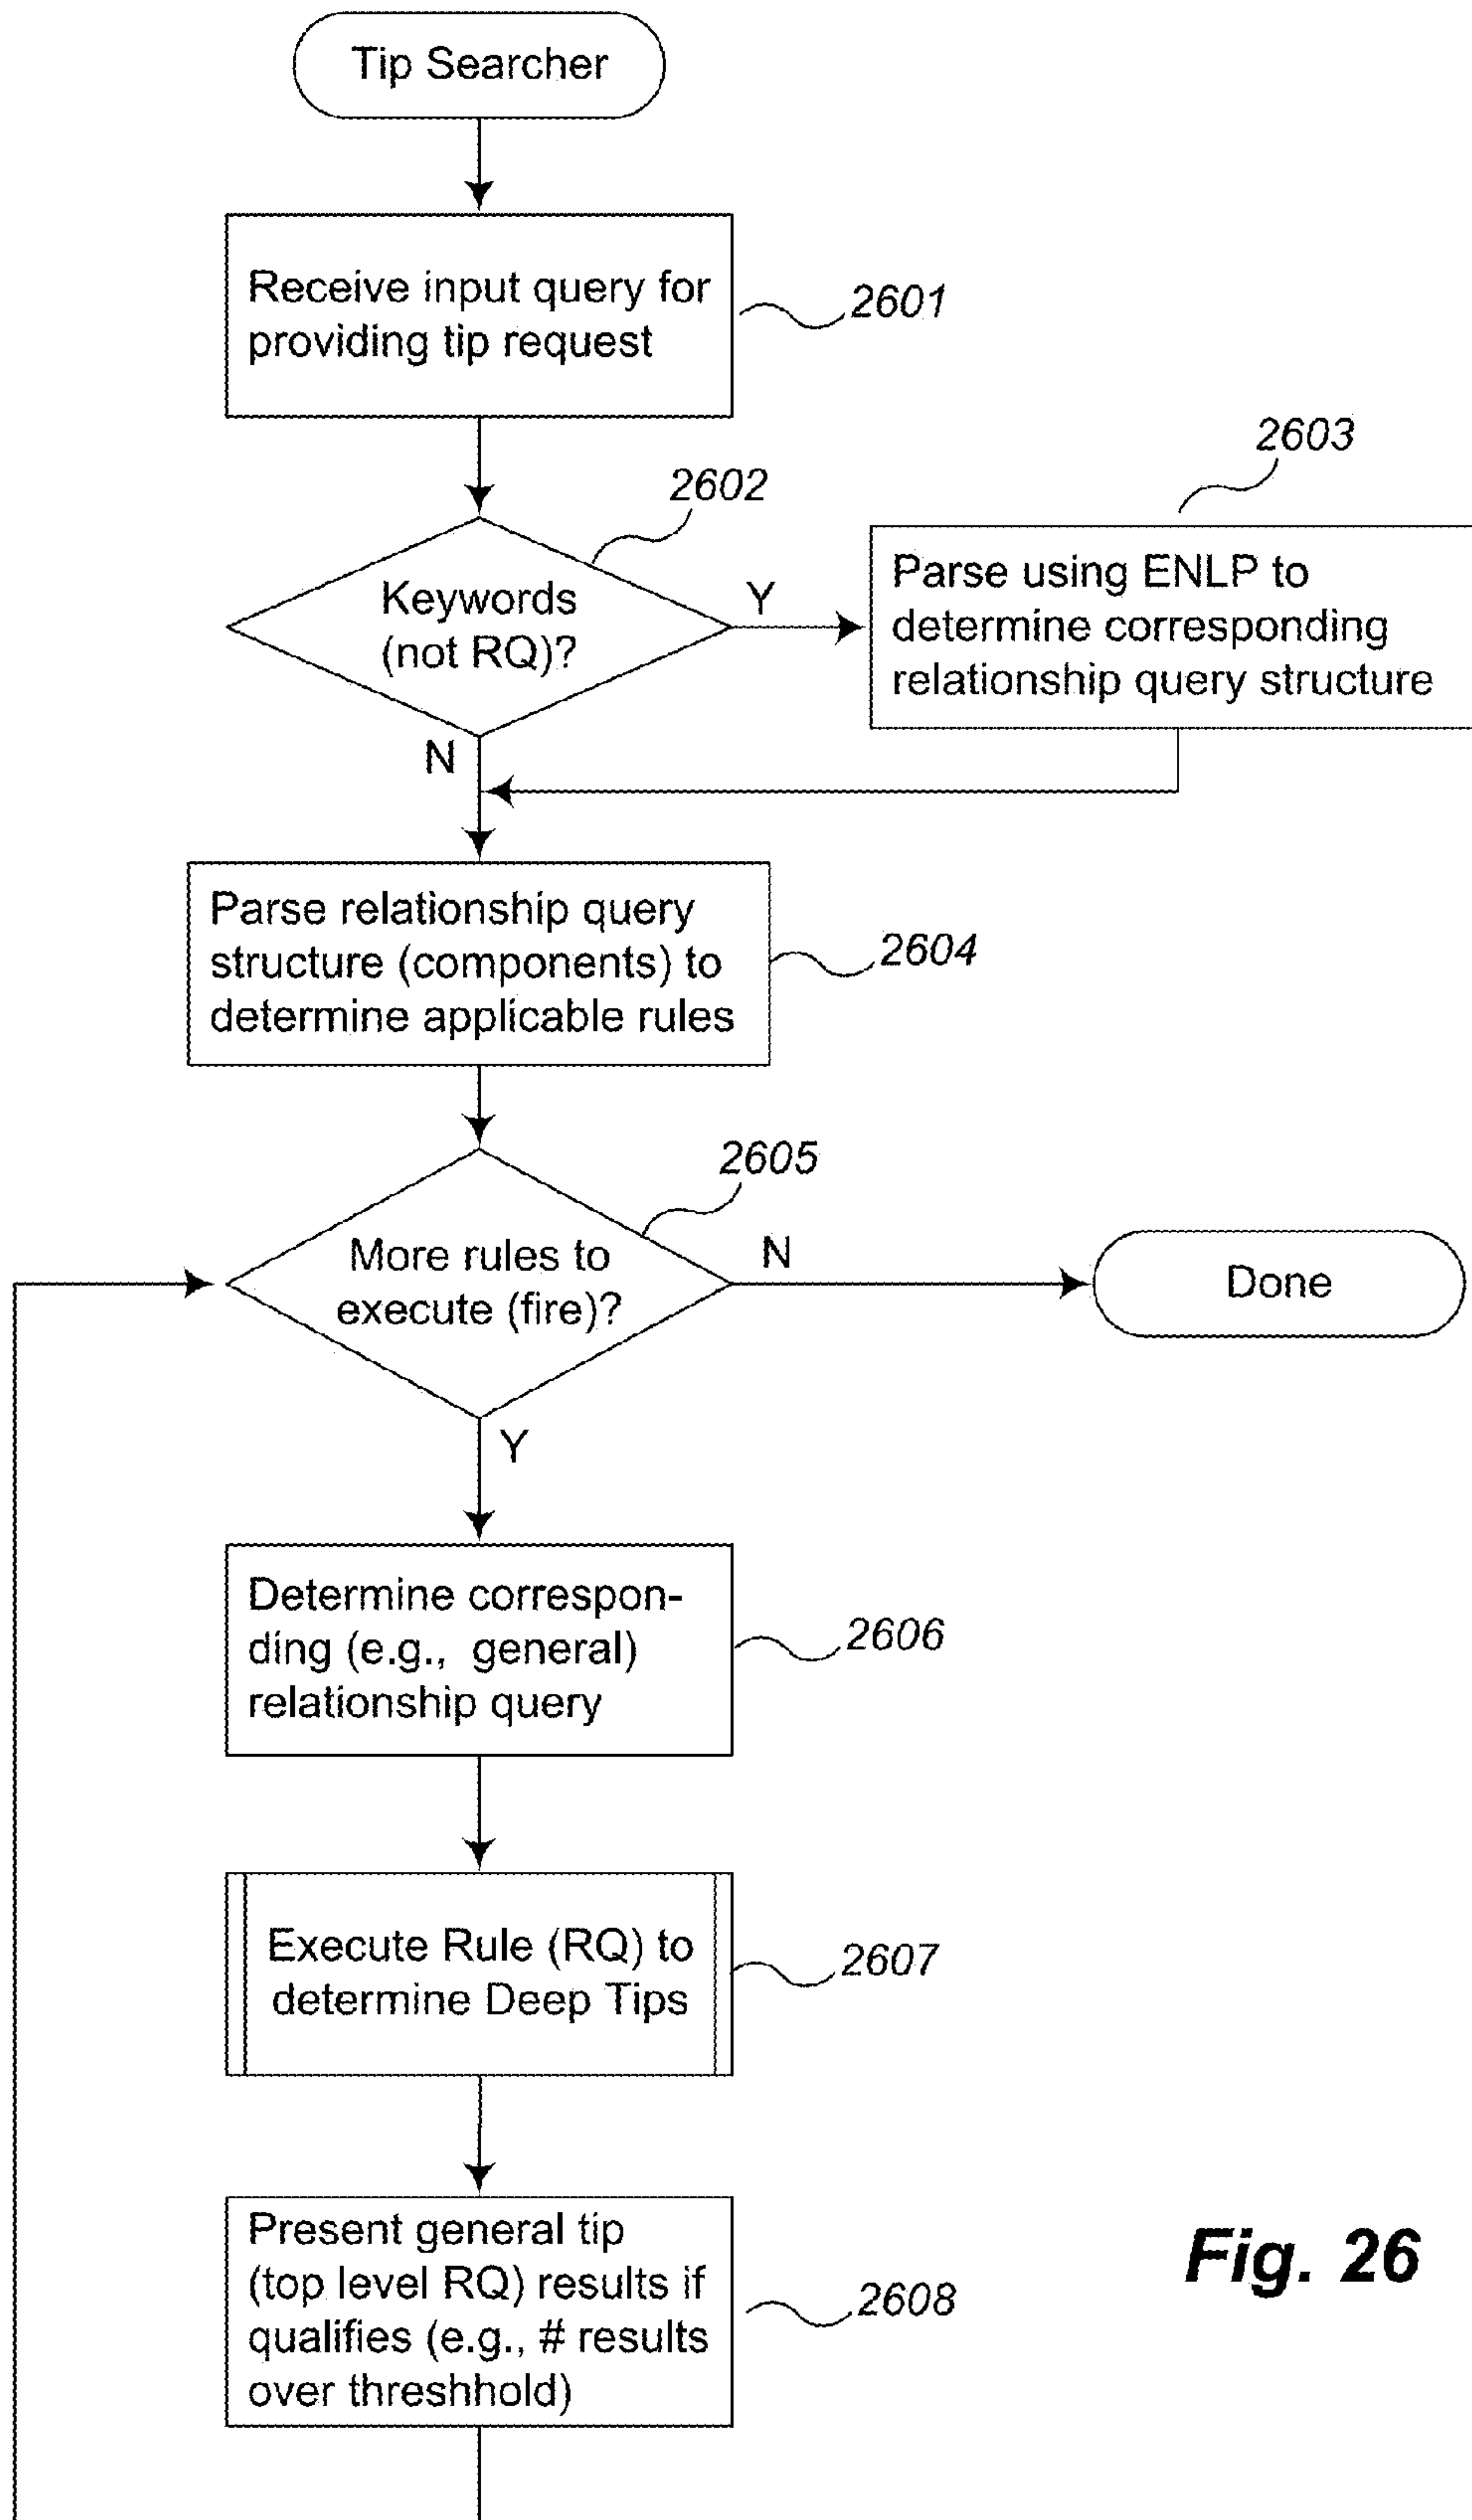 Tip Searcher
Receive input query for
providing tip request
2601
2602
Keywords
(not RQ)?
Y
N
2603
Parse using ENLP to
determine corresponding
relationship query structure
Parse relationship query
structure (components) to
determine applicable rules
2604
2605
More rules to
execute (fire)?
N
Done
Y
Determine correspon-
ding (e.g., general)
relationship query
2606
Execute Rule (RQ) to
determine Deep Tips
2607
Present general tip
(top level RQ) results if
qualifies (e.g., # results
over threshhold)
2608
Fig. 26